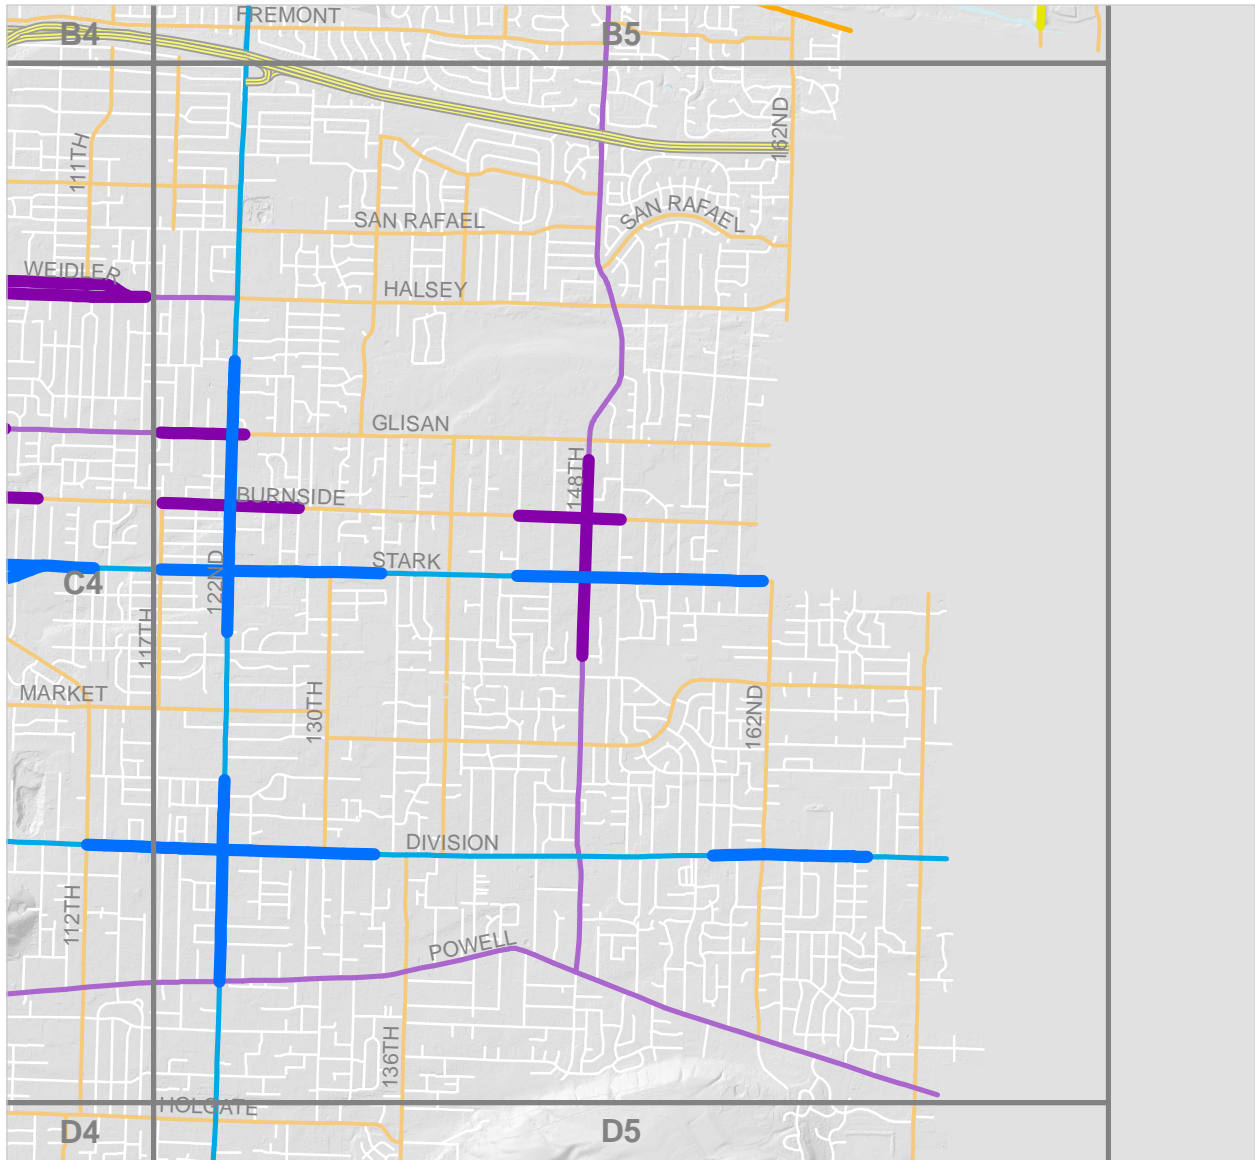 FREMONT
B4
B5
162ND
111TH
SAN RAFAEL
SAN RAFAEL
WEIDLER
HALSEY
GLISAN
148TH
BURNSIDE
STARK
C4
122ND
117TH
MARKET
130TH
162ND
DIVISION
112TH
POWELL
136TH
HOLGATE
D4
D5